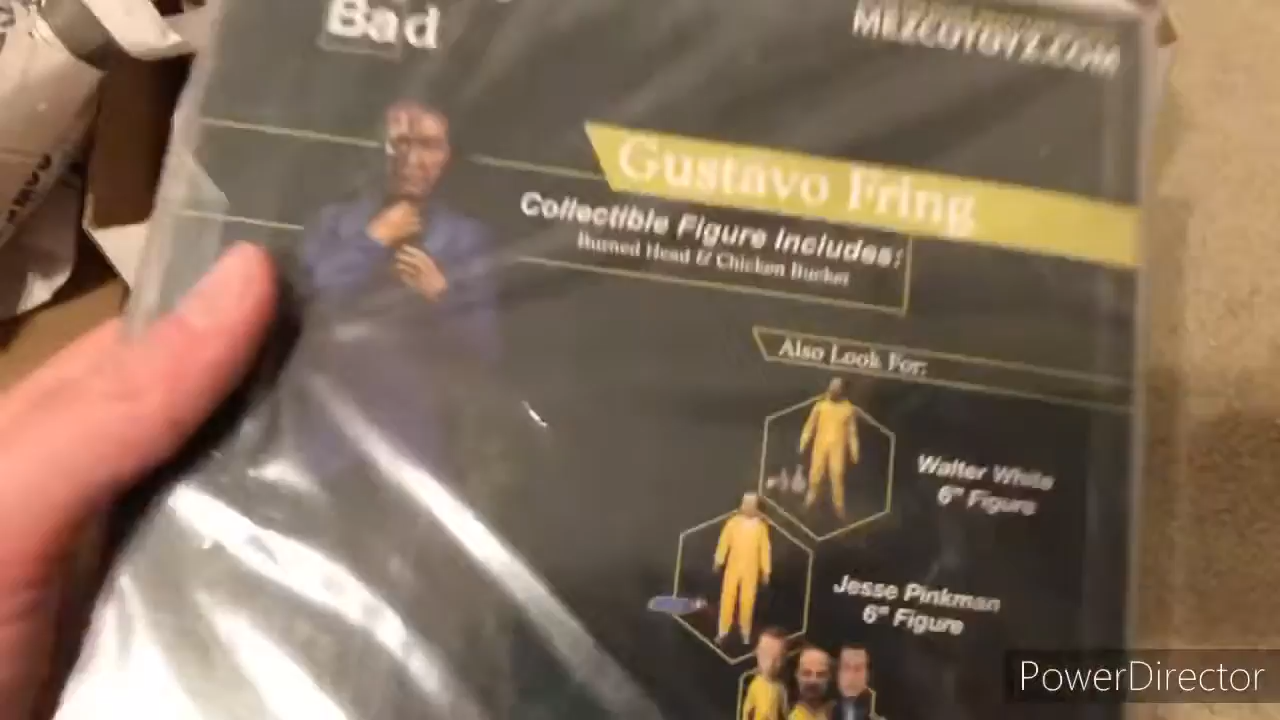 Bad
MEZCOTOYZ.COM
Gustavo Fring
Collectible Figure Includes:
Burned Head & Chicken Bucket
Also Look For:
Walter White
6" Figure
Jesse Pinkman
6" Figure
PowerDirector